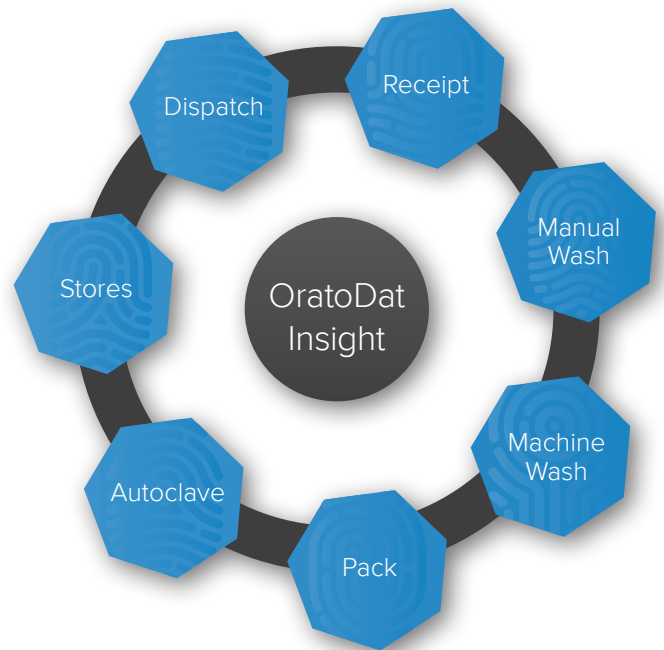 Dispatch
Receipt
Manual
Wash
Stores
OratoDat
Insight
Machine
Wash
Autoclave
Pack